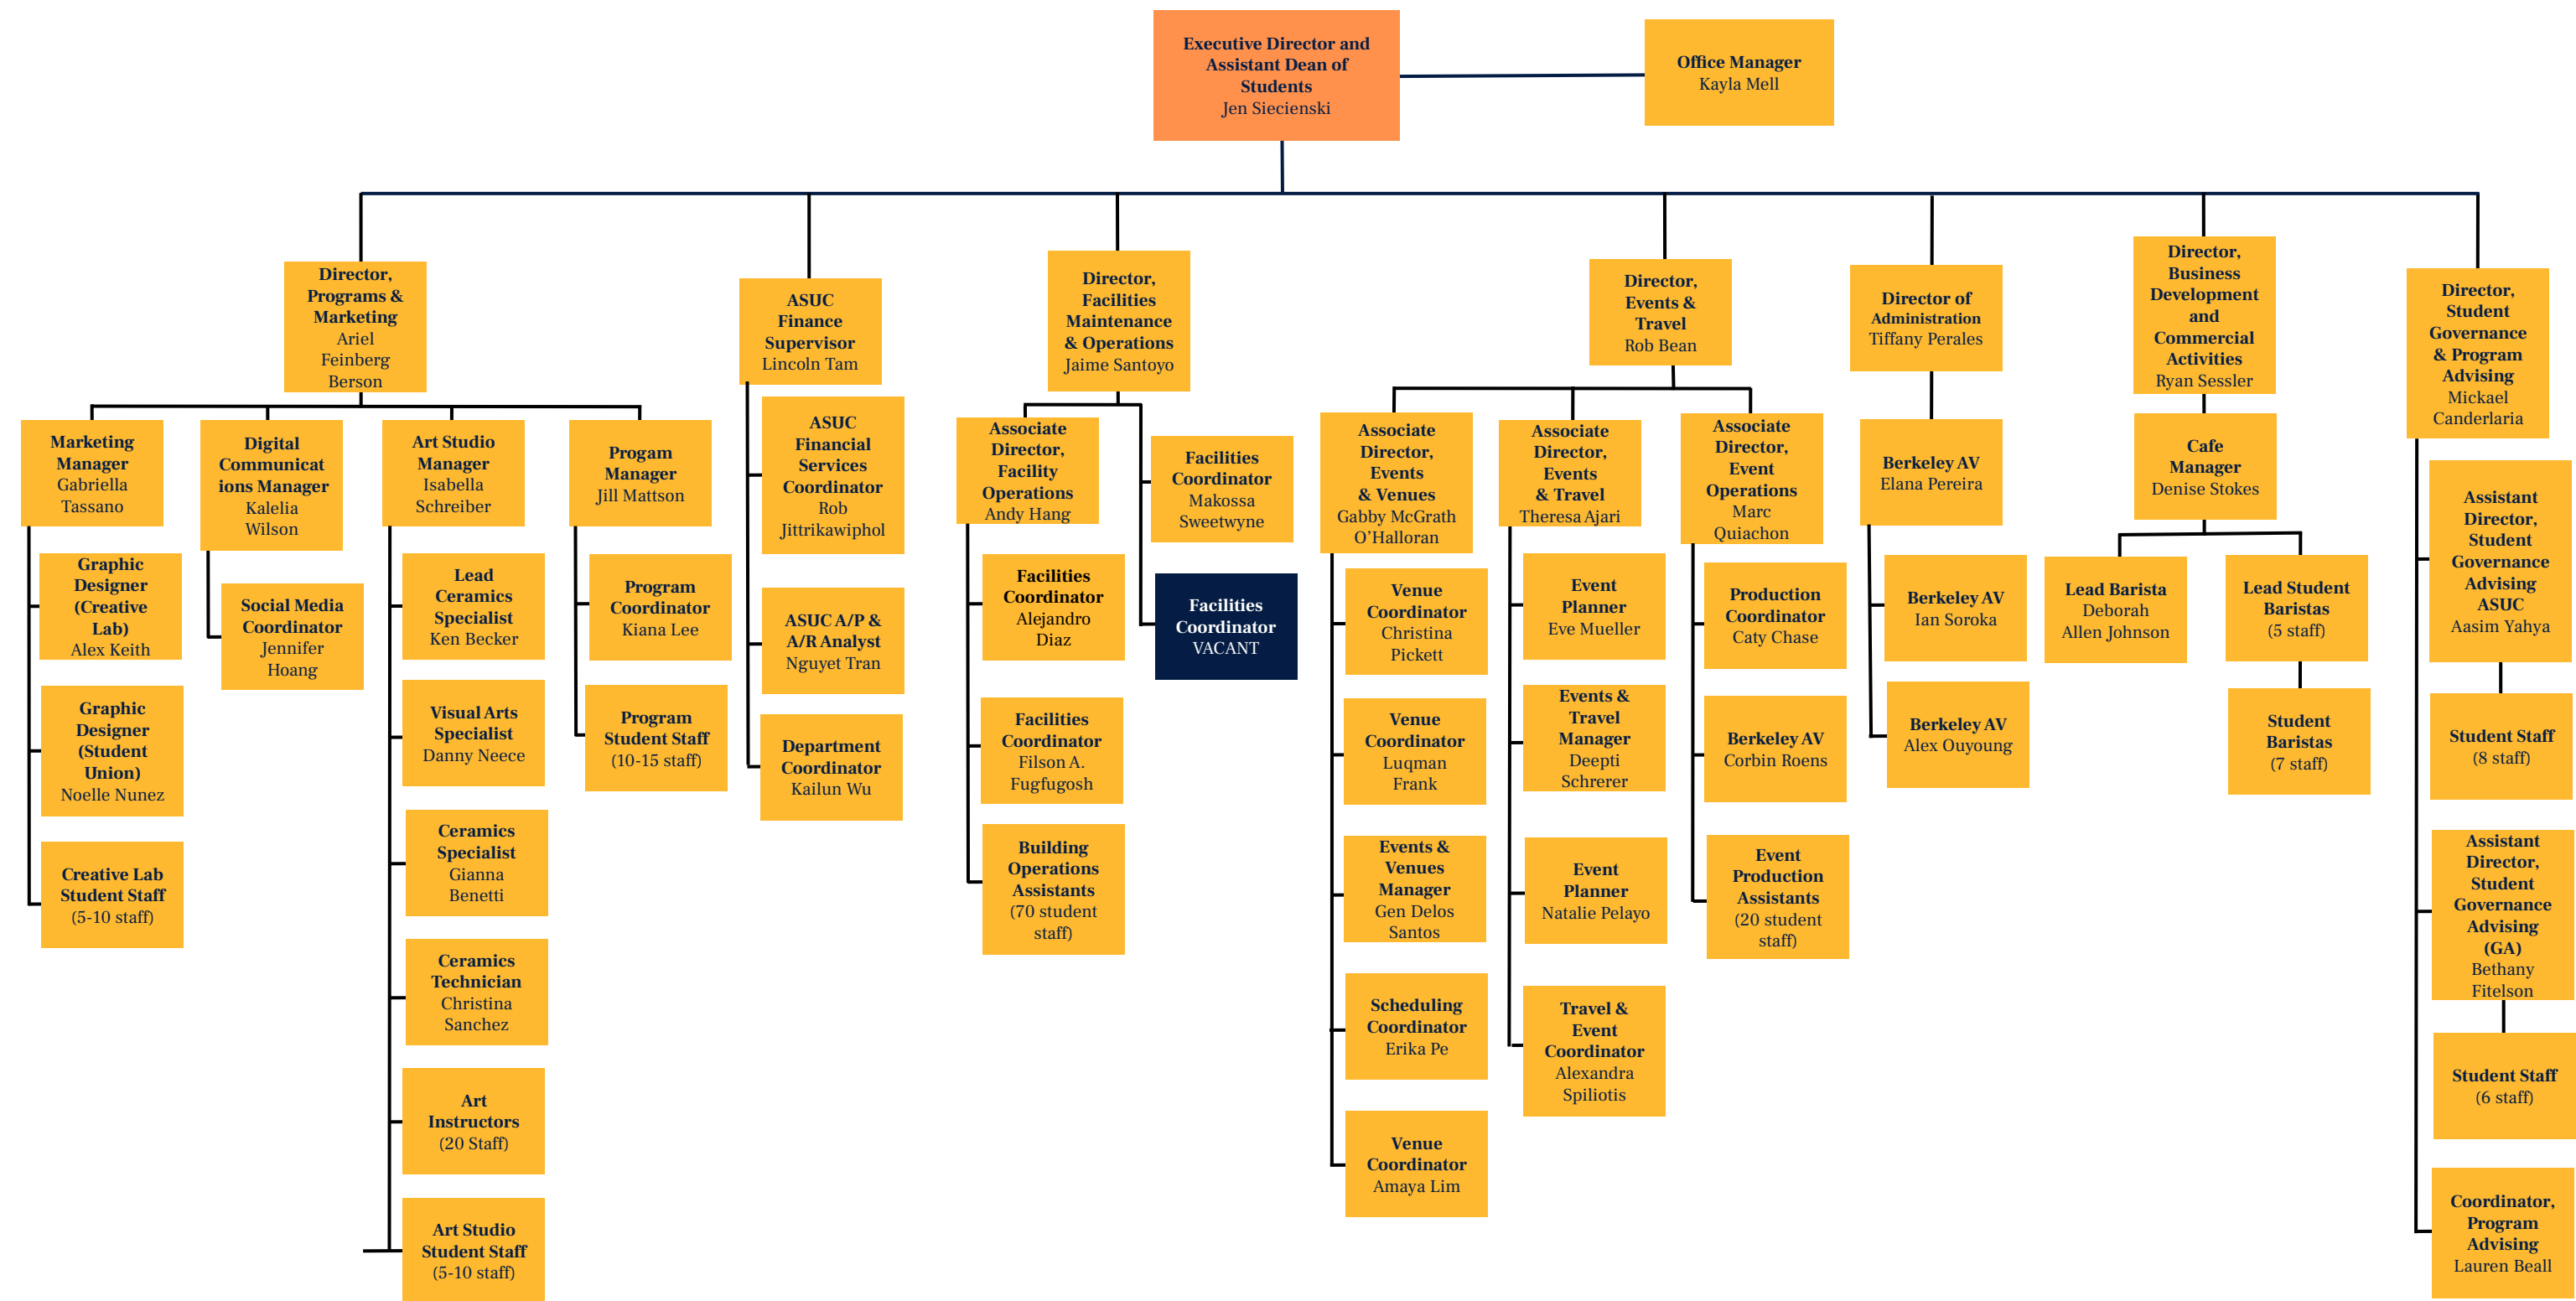 Executive Director and
Assistant Dean of
Students
Jen Siecienski
Office Manager
Kayla Mell
Director,
Programs &
Marketing
Ariel
Feinberg
Berson
Marketing
Manager
Gabriella
Tassano
Graphic
Designer
(Creative
Lab)
Alex Keith
Graphic
Designer
(Student
Union)
Noelle Nunez
Creative Lab
Student Staff
(5-10 staff)
Digital
Communicat
ions Manager
Kalelia
Wilson
Social Media
Coordinator
Jennifer
Hoang
Art Studio
Manager
Isabella
Schreiber
Lead
Ceramics
Specialist
Ken Becker
Visual Arts
Specialist
Danny Neece
Ceramics
Specialist
Gianna
Benetti
Ceramics
Technician
Christina
Sanchez
Art
Instructors
(20 Staff)
Art Studio
Student Staff
(5-10 staff)
Progam
Manager
Jill Mattson
Program
Coordinator
Kiana Lee
Program
Student Staff
(10-15 staff)
ASUC
Finance
Supervisor
Lincoln Tam
ASUC
Financial
Services
Coordinator
Rob
Jittrikawiphol
ASUC A/P &
A/R Analyst
Nguyet Tran
Department
Coordinator
Kailun Wu
Director,
Facilities
Maintenance
& Operations
Jaime Santoyo
Associate
Director,
Facility
Operations
Andy Hang
Facilities
Coordinator
Alejandro
Diaz
Facilities
Coordinator
Filson A.
Fugfugosh
Building
Operations
Assistants
(70 student
staff)
Facilities
Coordinator
Makossa
Sweetwyne
Facilities
Coordinator
VACANT
Director,
Events &
Travel
Rob Bean
Associate
Director,
Events
& Venues
Gabby McGrath
O’Halloran
Venue
Coordinator
Christina
Pickett
Venue
Coordinator
Luqman
Frank
Events &
Venues
Manager
Gen Delos
Santos
Scheduling
Coordinator
Erika Pe
Venue
Coordinator
Amaya Lim
Associate
Director,
Events
& Travel
Theresa Ajari
Event
Planner
Eve Mueller
Events &
Travel
Manager
Deepti
Schrerer
Event
Planner
Natalie Pelayo
Travel &
Event
Coordinator
Alexandra
Spiliotis
Associate
Director,
Event
Operations
Marc
Quiachon
Production
Coordinator
Caty Chase
Berkeley AV
Corbin Roens
Event
Production
Assistants
(20 student
staff)
Director of
Administration
Tiffany Perales
Berkeley AV
Elana Pereira
Berkeley AV
Ian Soroka
Berkeley AV
Alex Ouyoung
Director,
Business
Development
and
Commercial
Activities
Ryan Sessler
Cafe
Manager
Denise Stokes
Lead Barista
Deborah
Allen Johnson
Lead Student
Baristas
(5 staff)
Student
Baristas
(7 staff)
Director,
Student
Governance
& Program
Advising
Mickael
Canderlaria
Assistant
Director,
Student
Governance
Advising
ASUC
Aasim Yahya
Student Staff
(8 staff)
Assistant
Director,
Student
Governance
Advising
(GA)
Bethany
Fitelson
Student Staff
(6 staff)
Coordinator,
Program
Advising
Lauren Beall